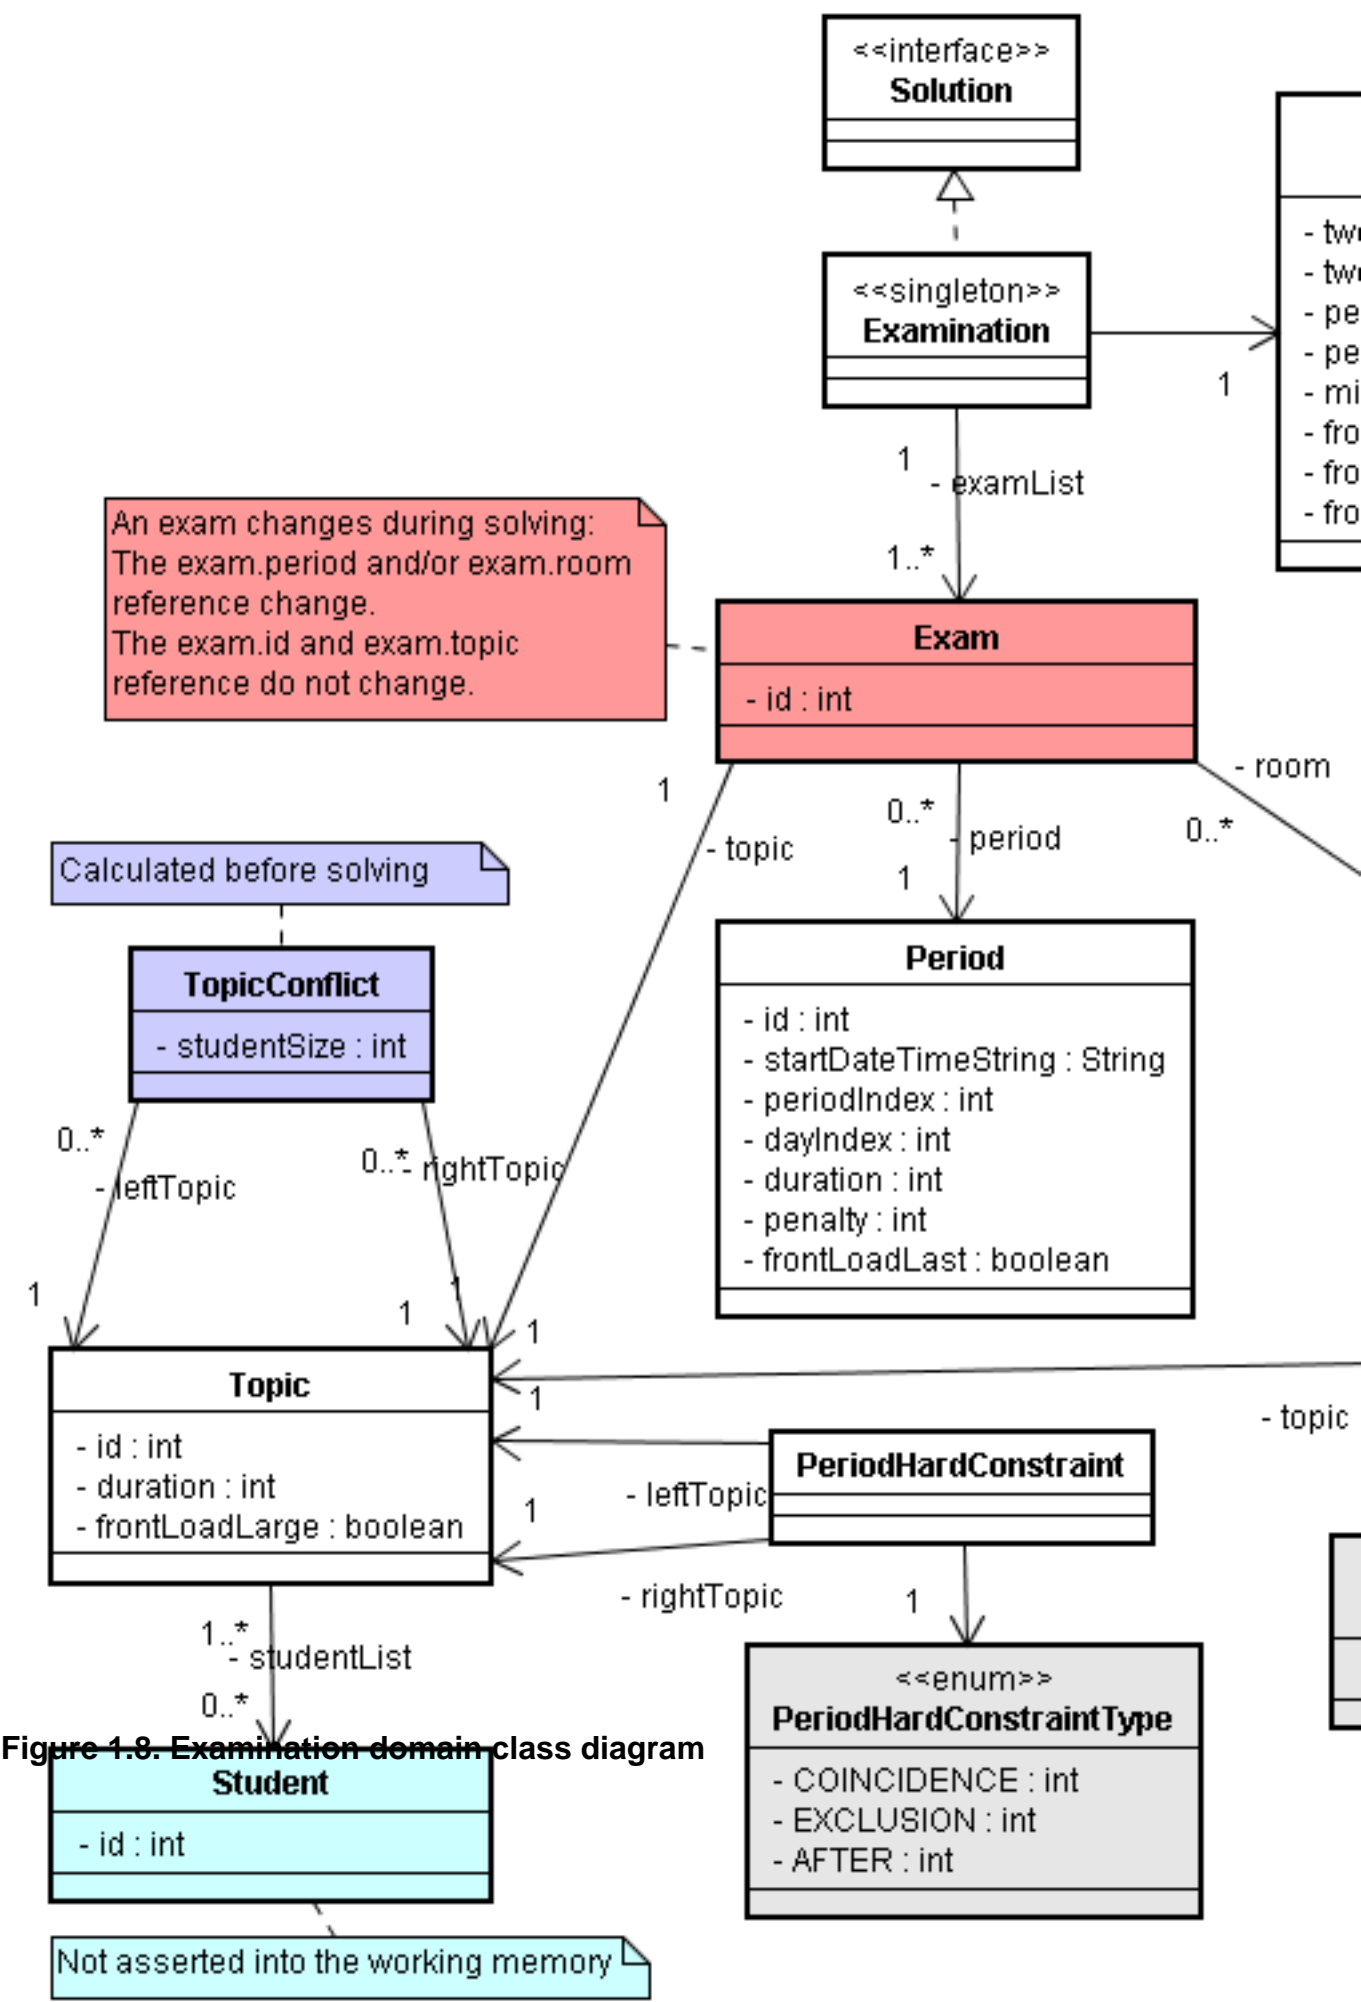 <<interface>>
Solution
<<singleton>>
Examination
1
1
- examList
1..*
An exam changes during solving:
The exam.period and/or exam.room
reference change.
The exam.id and exam.topic
reference do not change.
Exam
- id : int
1
- topic
0..*
- period
1
- room
0..*
Calculated before solving
TopicConflict
- studentSize : int
0..*
- leftTopic
0..*
- rightTopic
1
1
1
1
Period
- id : int
- startDateTimeString : String
- periodIndex : int
- dayIndex : int
- duration : int
- penalty : int
- frontLoadLast : boolean
Topic
- id : int
- duration : int
- frontLoadLarge : boolean
1
- topic
PeriodHardConstraint
- leftTopic
1
- rightTopic
1
1..*
- studentList
0..*
<<enum>>
PeriodHardConstraintType
- COINCIDENCE : int
- EXCLUSION : int
- AFTER : int
Figure 1.8. Examination domain class diagram
Student
- id : int
Not asserted into the working memory